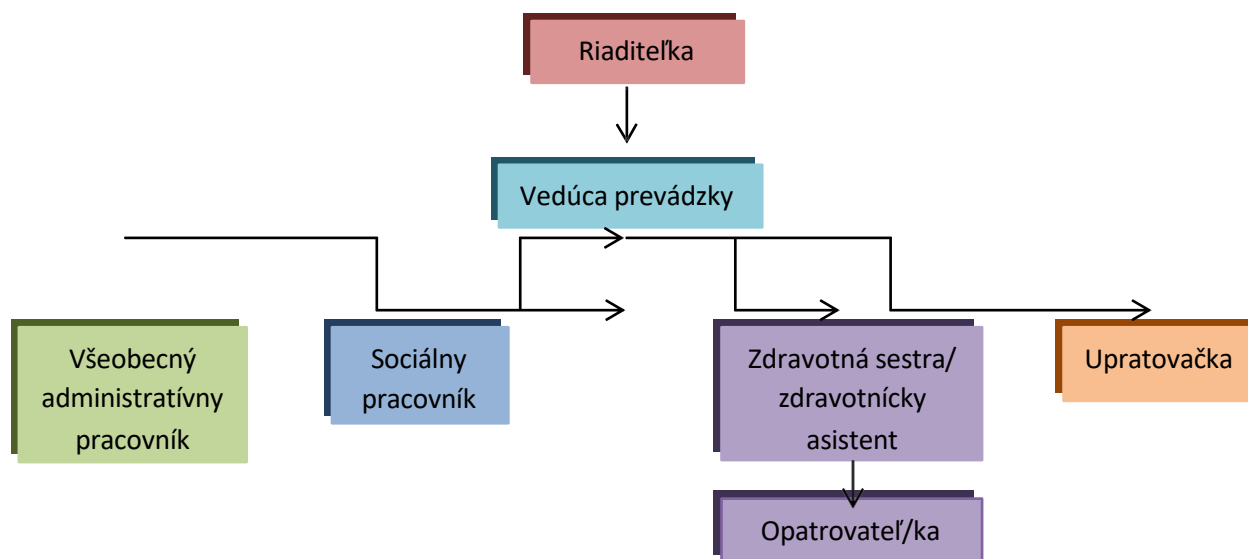 Riaditeľka
Vedúca prevádzky
Všeobecný
administratívny
pracovník
Sociálny
pracovník
Zdravotná sestra/
zdravotnícky
asistent
Upratovačka
Opatrovateľ/ka